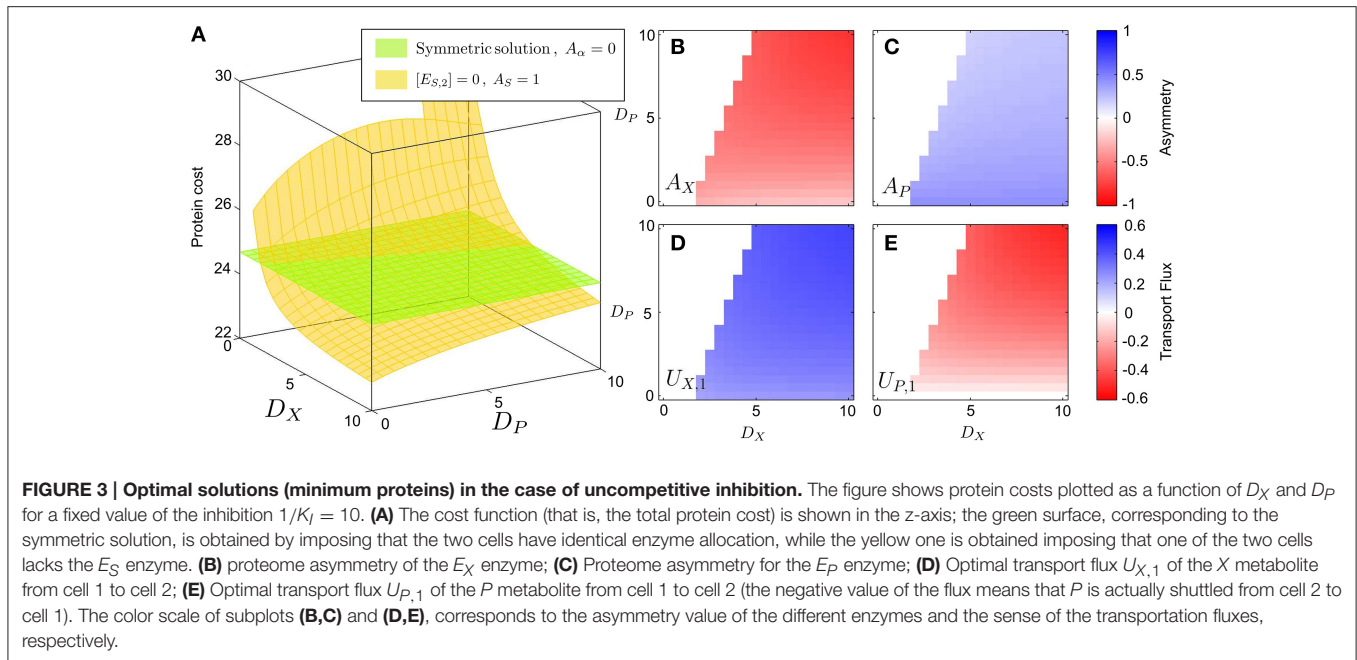 A
Symmetric solution , A_α = 0
[E_{S,2}] = 0 , A_S = 1
30
28
26
24
22
Protein cost
0
5
10
D_X
0
5
10
D_P
D_P
D_P
B
10
5
0
A_X
C
A_P
1
0.5
0
-0.5
-1
Asymmetry
D
10
5
0
U_{X,1}
0
5
10
D_X
E
U_{P,1}
0
5
10
D_X
0.6
0.4
0.2
0
-0.2
-0.4
-0.6
Transport Flux
FIGURE 3 | Optimal solutions (minimum proteins) in the case of uncompetitive inhibition. The figure shows protein costs plotted as a function of D_X and D_P
for a fixed value of the inhibition 1/K_I = 10. (A) The cost function (that is, the total protein cost) is shown in the z-axis; the green surface, corresponding to the
symmetric solution, is obtained by imposing that the two cells have identical enzyme allocation, while the yellow one is obtained imposing that one of the two cells
lacks the E_S enzyme. (B) proteome asymmetry of the E_X enzyme; (C) Proteome asymmetry for the E_P enzyme; (D) Optimal transport flux U_{X,1} of the X metabolite
from cell 1 to cell 2; (E) Optimal transport flux U_{P,1} of the P metabolite from cell 1 to cell 2 (the negative value of the flux means that P is actually shuttled from cell 2 to
cell 1). The color scale of subplots (B,C) and (D,E), corresponds to the asymmetry value of the different enzymes and the sense of the transportation fluxes,
respectively.